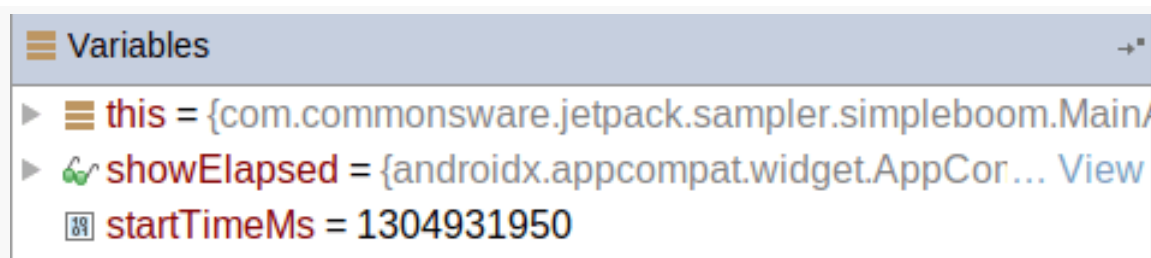 Variables
this = {com.commonsware.jetpack.sampler.simpleboom.Main
showElapsed = {androidx.appcompat.widget.AppCor… View
startTimeMs = 1304931950